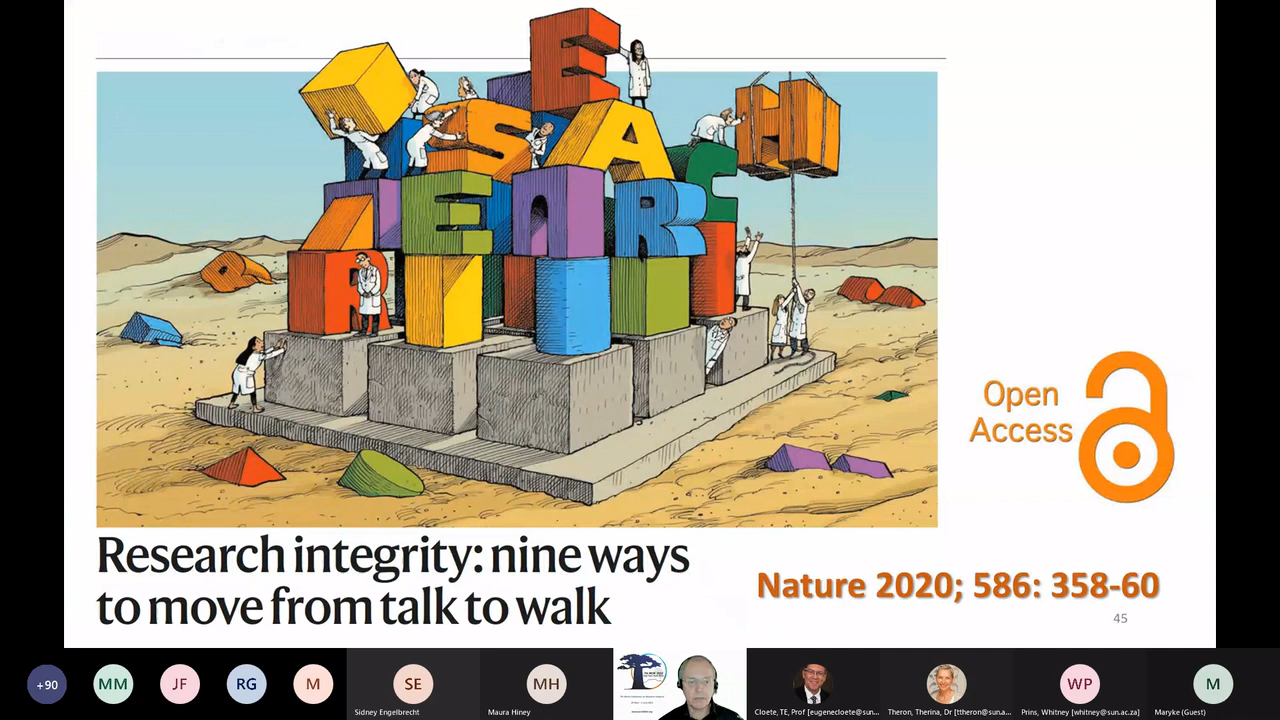 E
S A H
C
E R
R
Open
Access
Research integrity: nine ways
to move from talk to walk
Nature 2020; 586: 358-60
45
+90
MM
JF
RG
M
SE
MH
WP
M
Sidney Engelbrecht
Maura Hiney
Cloete, TE, Prof [eugenecloete@sun...
Theron, Therina, Dr [ttheron@sun.a...
Prins, Whitney [whitney@sun.ac.za]
Maryke (Guest)